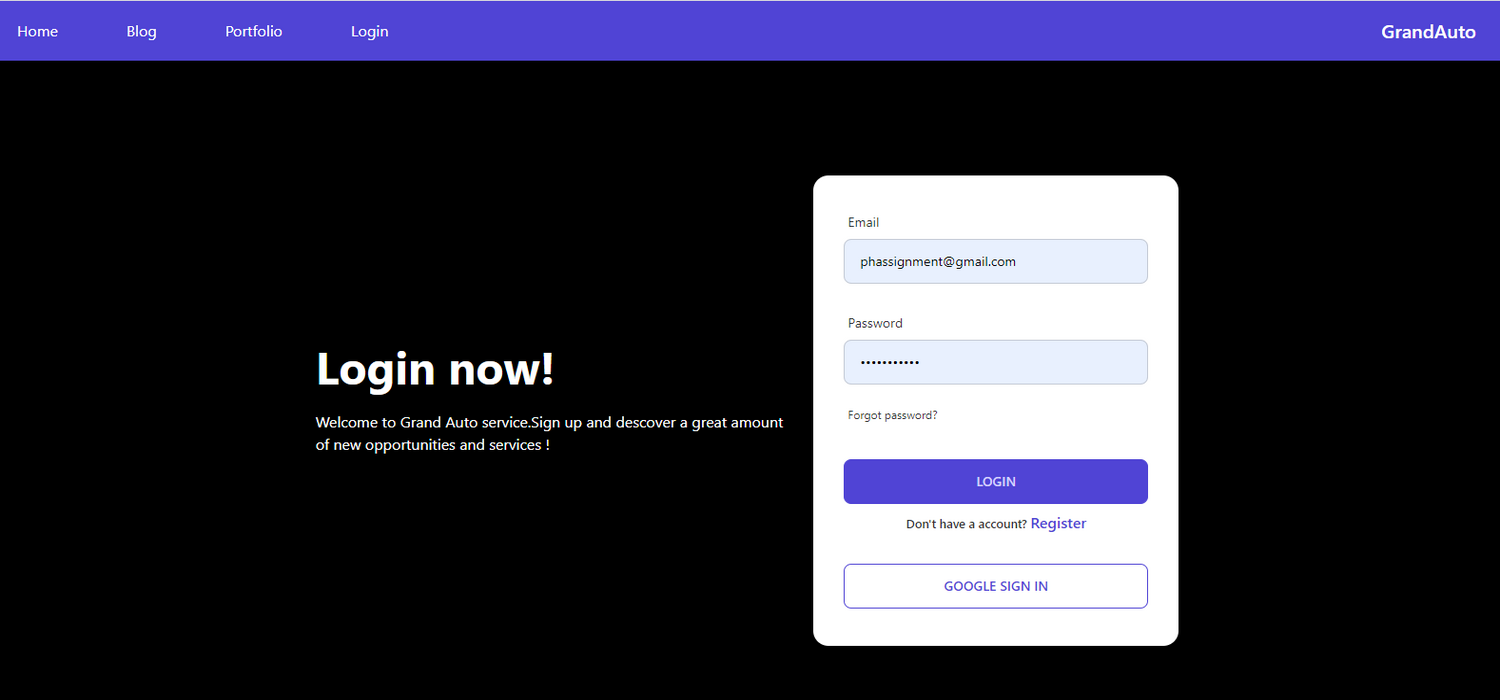 Home Blog Portfolio Login GrandAuto
Login now!
Welcome to Grand Auto service.Sign up and descover a great amount
of new opportunities and services !
Email
phassignment@gmail.com
Password
•••••••••••
Forgot password?
LOGIN
Don't have a account? Register
GOOGLE SIGN IN